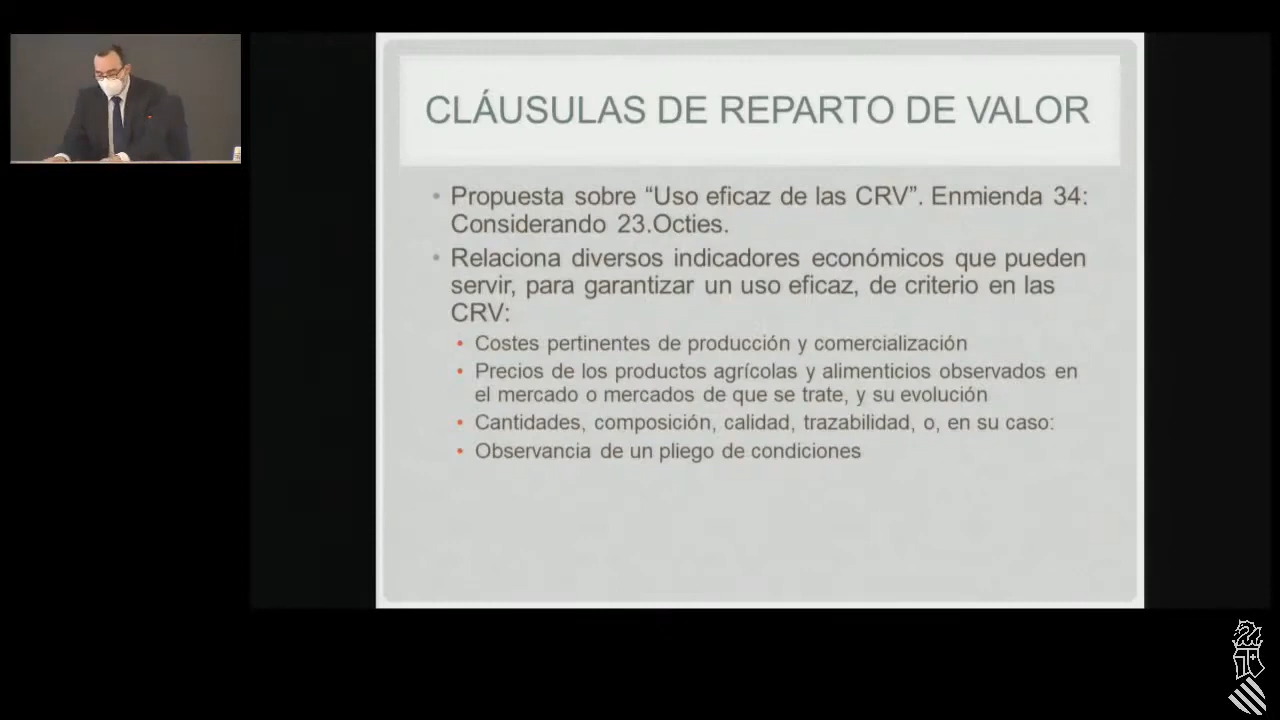 CLÁUSULAS DE REPARTO DE VALOR
• Propuesta sobre “Uso eficaz de las CRV”. Enmienda 34:
Considerando 23.Octies.
• Relaciona diversos indicadores económicos que pueden
servir, para garantizar un uso eficaz, de criterio en las
CRV:
• Costes pertinentes de producción y comercialización
• Precios de los productos agrícolas y alimenticios observados en
el mercado o mercados de que se trate, y su evolución
• Cantidades, composición, calidad, trazabilidad, o, en su caso:
• Observancia de un pliego de condiciones